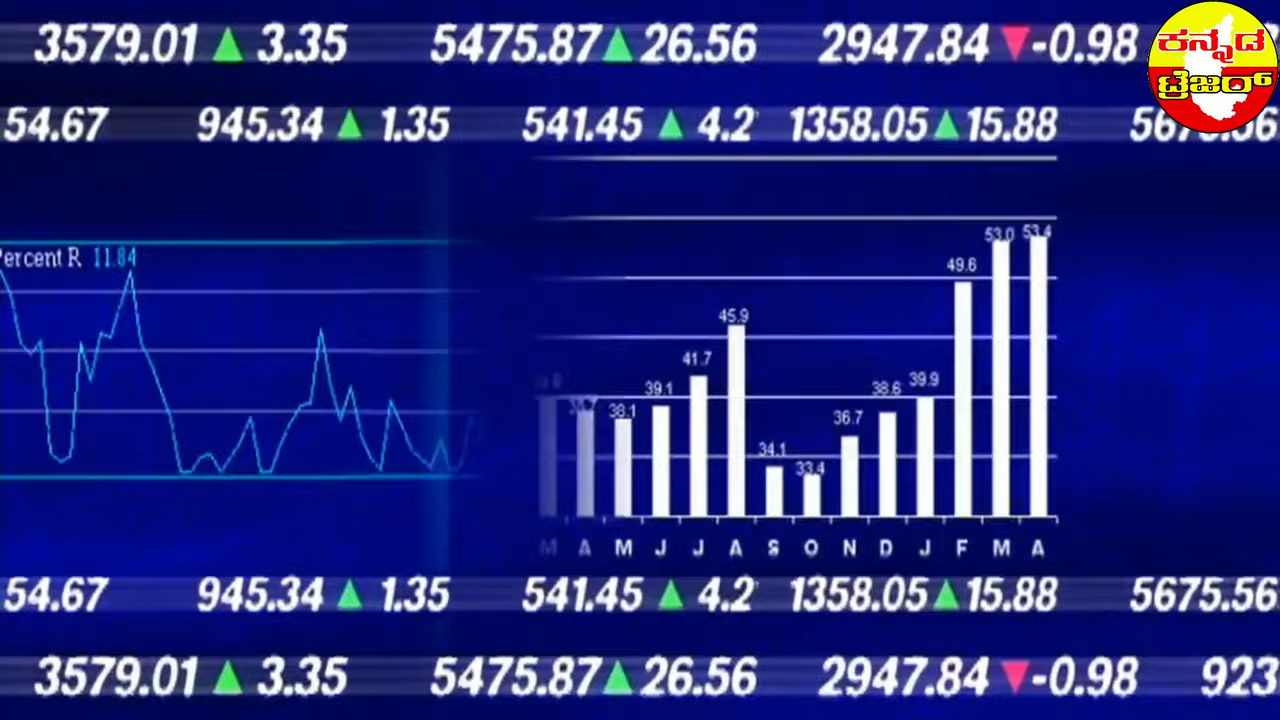 3579.01 ▲ 3.35 5475.87 ▲ 26.56 2947.84 ▼ -0.98
ಕನ್ನಡ
ಟ್ರೆಜರ್
54.67 945.34 ▲ 1.35 541.45 ▲ 4.2 1358.05 ▲ 15.88
Percent R 11.84
53.0 53.4
49.6
45.9
41.7
39.1 38.6 39.9
38.1 36.7
34.1 33.4
M A M J J A S O N D J F M A
54.67 945.34 ▲ 1.35 541.45 ▲ 4.2 1358.05 ▲ 15.88 5675.56
3579.01 ▲ 3.35 5475.87 ▲ 26.56 2947.84 ▼ -0.98 923